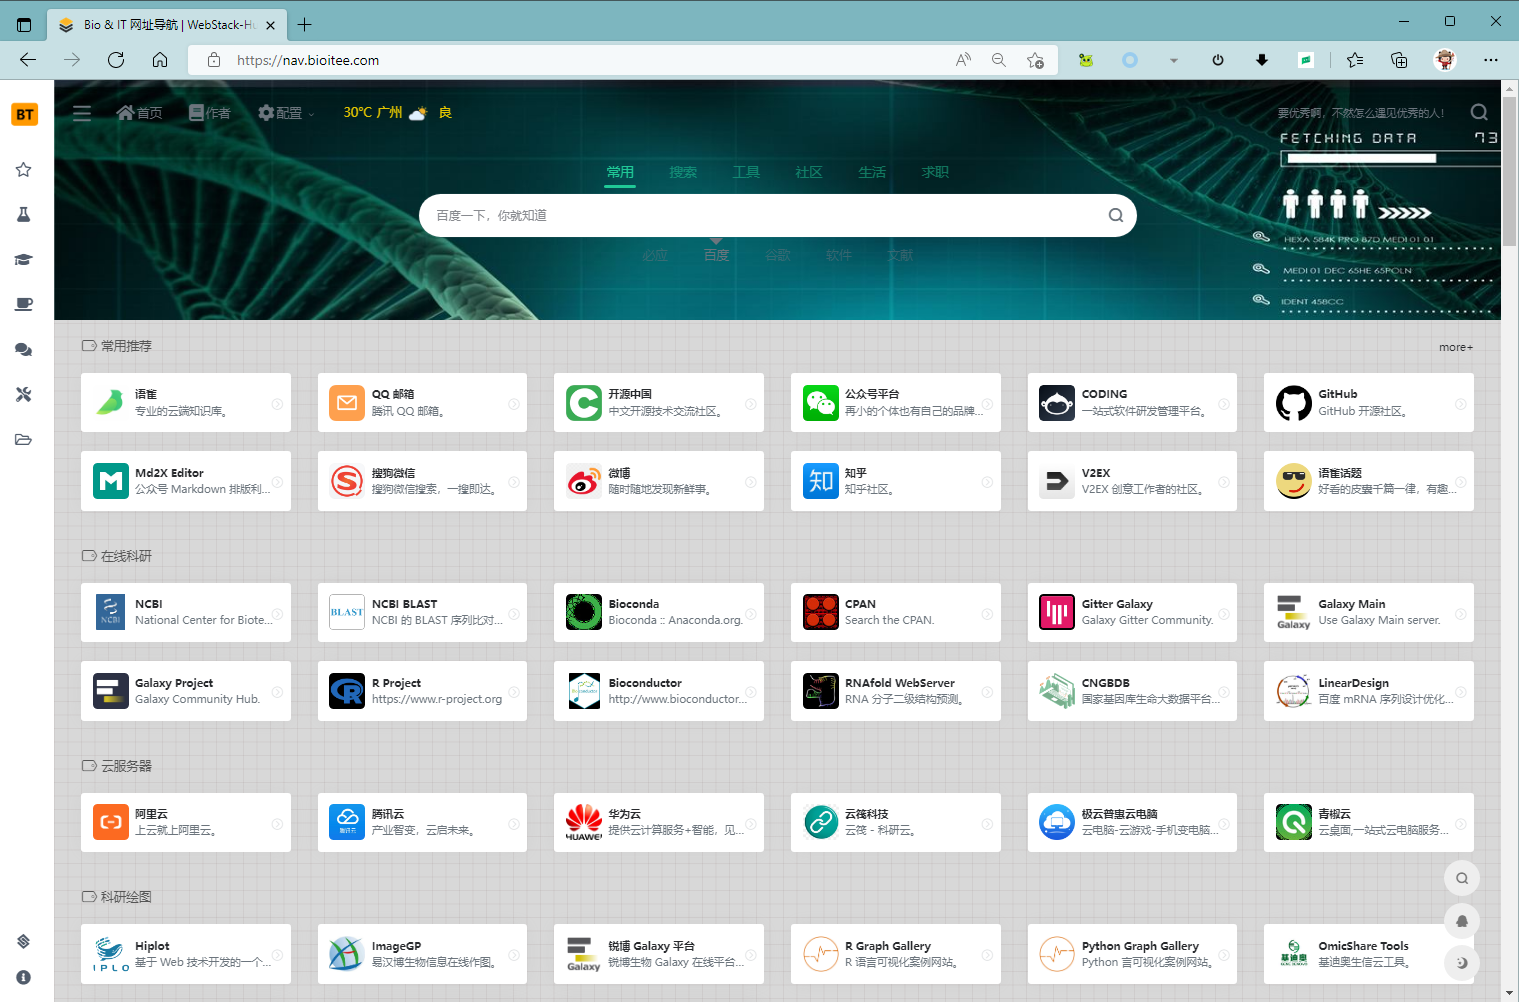 Bio & IT 网址导航 | WebStack-Hu
https://nav.bioitee.com
BT
首页
作者
配置
30℃ 广州
良
要优秀啊，不然怎么遇见优秀的人！
FETCHING DATA
73
常用
搜索
工具
社区
生活
求职
百度一下，你就知道
必应
百度
谷歌
软件
文献
HEXA 584K PRO 87D MEDI 01 01
MEDI 01 DEC 65HE 65POLN
IDENT 458CC
常用推荐
more+
语雀
专业的云端知识库。
QQ 邮箱
腾讯 QQ 邮箱。
开源中国
中文开源技术交流社区。
公众号平台
再小的个体也有自己的品牌...
CODING
一站式软件研发管理平台。
GitHub
GitHub 开源社区。
Md2X Editor
公众号 Markdown 排版利...
搜狗微信
搜狗微信搜索，一搜即达。
微博
随时随地发现新鲜事。
知
知乎
知乎社区。
V2EX
V2EX 创意工作者的社区。
语雀话题
好看的皮囊千篇一律，有趣...
在线科研
NCBI
NCBI
National Center for Biote...
BLAST
NCBI BLAST
NCBI 的 BLAST 序列比对...
Bioconda
Bioconda :: Anaconda.org.
CPAN
Search the CPAN.
Gitter Galaxy
Galaxy Gitter Community.
Galaxy
Galaxy Main
Use Galaxy Main server.
Galaxy Project
Galaxy Community Hub.
R Project
https://www.r-project.org
Bioconductor
http://www.bioconductor...
RNAfold WebServer
RNA 分子二级结构预测。
CNGBDB
国家基因库生命大数据平台...
LinearDesign
百度 mRNA 序列设计优化...
云服务器
阿里云
上云就上阿里云。
腾讯云
腾讯云
产业智变，云启未来。
HUAWEI
华为云
提供云计算服务+智能，见...
云筏科技
云筏 - 科研云。
极云普惠云电脑
云电脑-云游戏-手机变电脑...
青椒云
云桌面,一站式云电脑服务...
科研绘图
IPLO
Hiplot
基于 Web 技术开发的一个...
ImageGP
易汉博生物信息在线作图。
Galaxy
锐博 Galaxy 平台
锐博生物 Galaxy 在线平台...
R Graph Gallery
R 语言可视化案例网站。
Python Graph Gallery
Python 言可视化案例网站。
基迪奥
OmicShare Tools
基迪奥生信云工具。